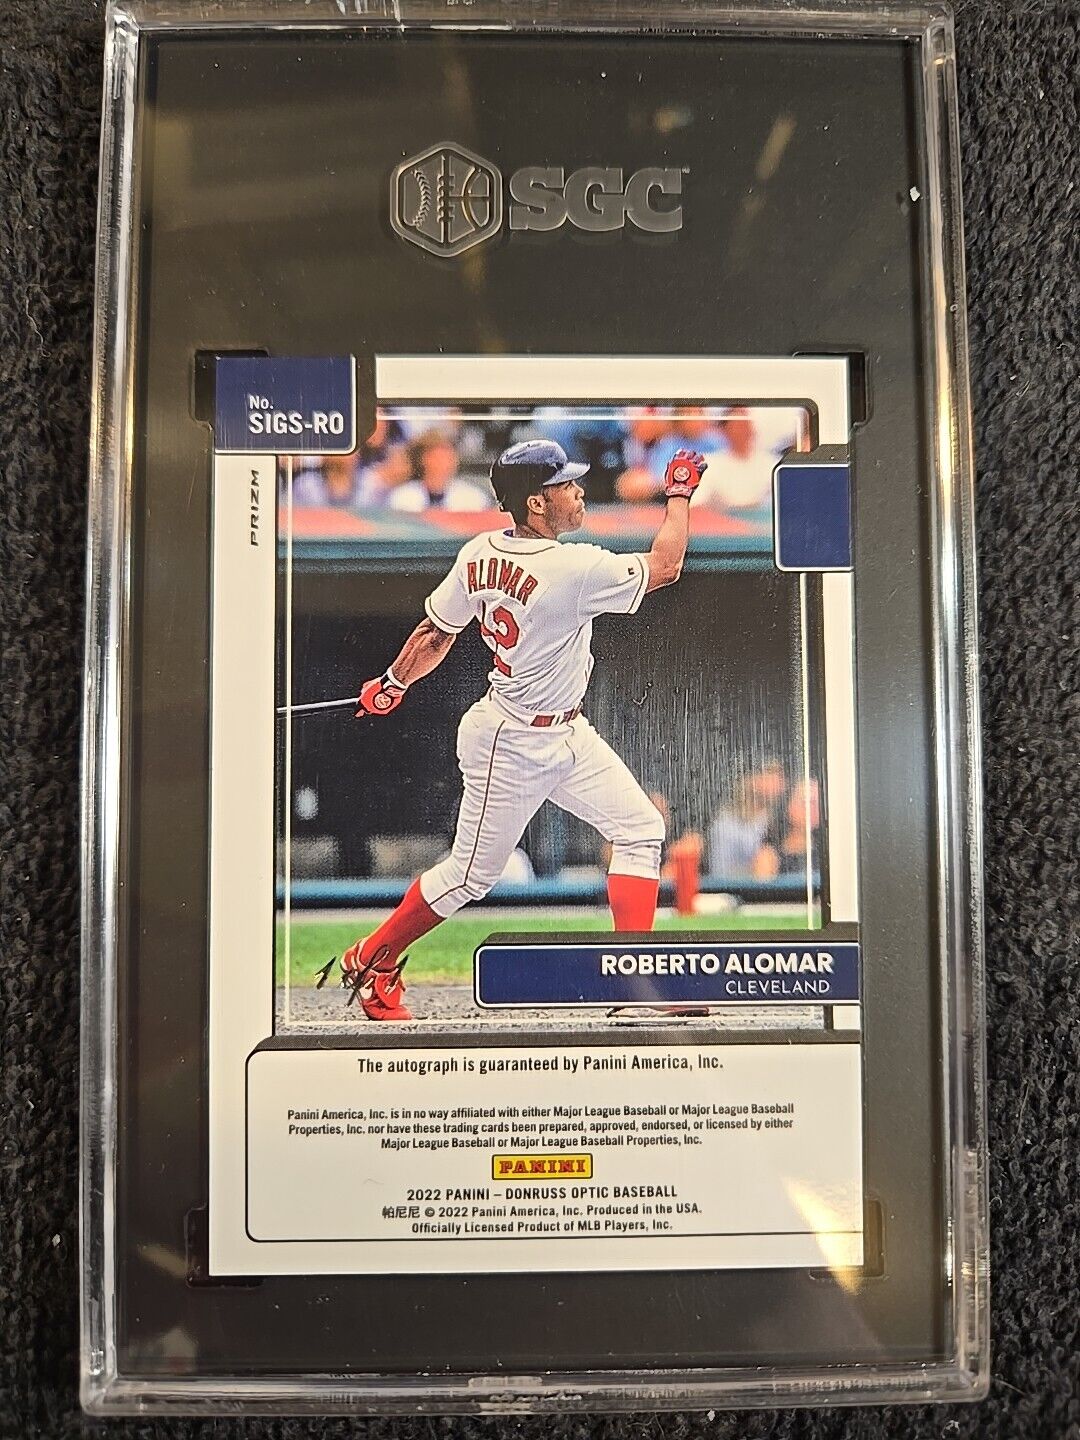 SGC
No.
SIGS-RO
PRIZM
ALOMAR
12
ROBERTO ALOMAR
CLEVELAND
The autograph is guaranteed by Panini America, Inc.
Panini America, Inc. is in no way affiliated with either Major League Baseball or Major League Baseball
Properties, Inc. nor have these trading cards been prepared, approved, endorsed, or licensed by either
Major League Baseball or Major League Baseball Properties, Inc.
PANINI
2022 PANINI – DONRUSS OPTIC BASEBALL
帕尼尼 © 2022 Panini America, Inc. Produced in the USA.
Officially Licensed Product of MLB Players, Inc.